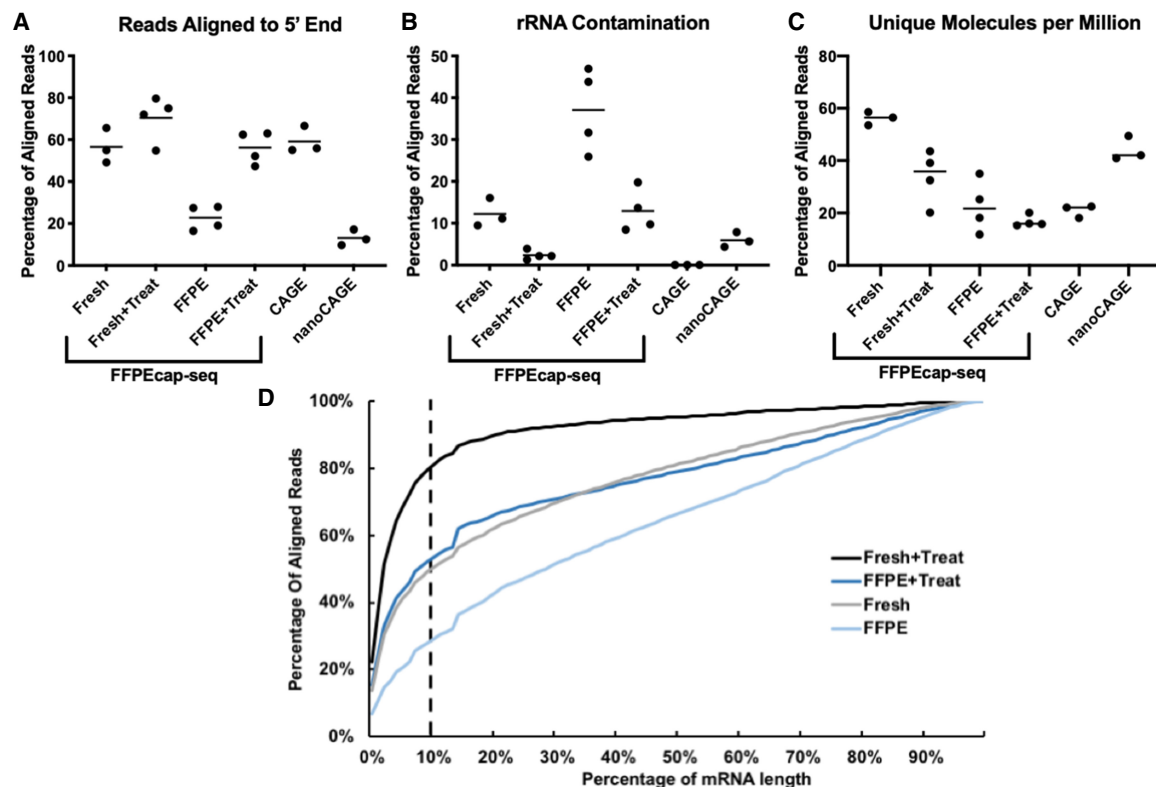 A
Reads Aligned to 5' End
Percentage of Aligned Reads
100
80
60
40
20
0
Fresh
Fresh+Treat
FFPE
FFPE+Treat
CAGE
nanoCAGE
FFPEcap-seq
B
rRNA Contamination
Percentage of Aligned Reads
50
40
30
20
10
0
Fresh
Fresh+Treat
FFPE
FFPE+Treat
CAGE
nanoCAGE
FFPEcap-seq
C
Unique Molecules per Million
Percentage of Aligned Reads
80
60
40
20
0
Fresh
Fresh+Treat
FFPE
FFPE+Treat
CAGE
nanoCAGE
FFPEcap-seq
D
Percentage Of Aligned Reads
100%
80%
60%
40%
20%
0%
0% 10% 20% 30% 40% 50% 60% 70% 80% 90%
Percentage of mRNA length
Fresh+Treat
FFPE+Treat
Fresh
FFPE